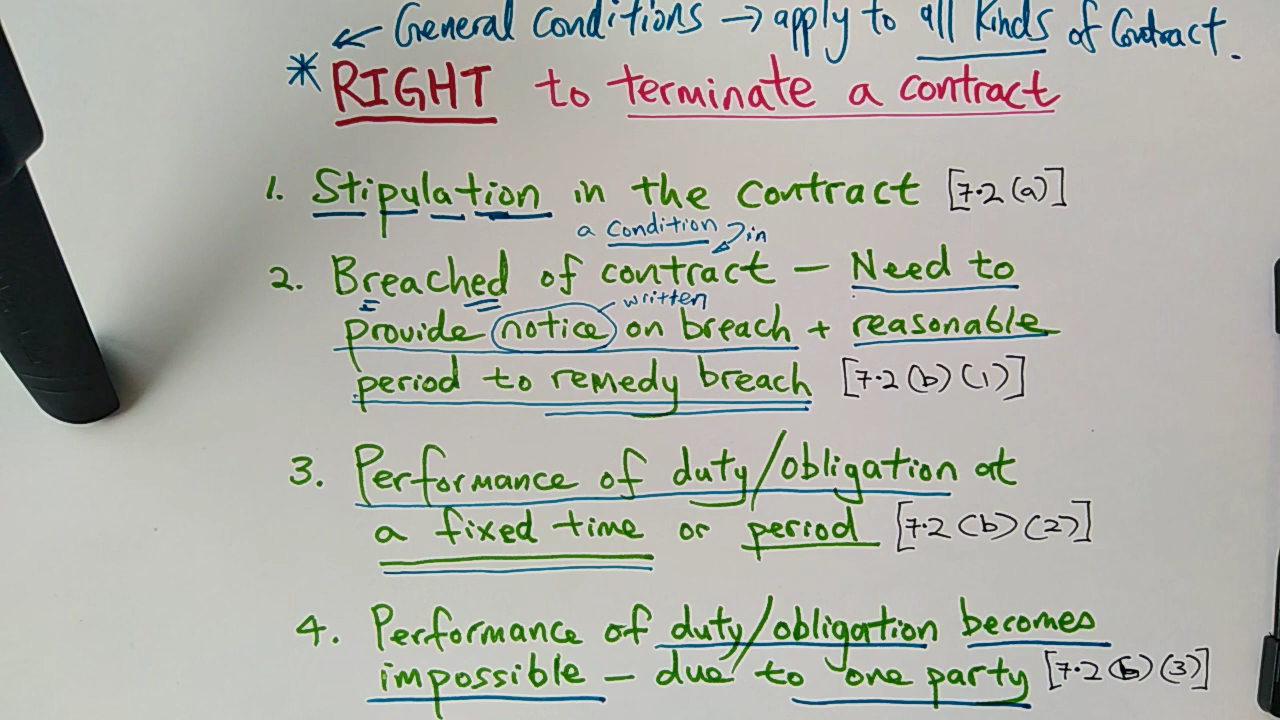 ← General Conditions → apply to all kinds of Contract.
* RIGHT to terminate a contract
1. Stipulation in the contract [7.2 (a)]
a condition in
2. Breached of contract – Need to
written
provide notice on breach + reasonable
period to remedy breach [7.2 (b) (1)]
3. Performance of duty/obligation at
a fixed time or period [7.2 (b) (2)]
4. Performance of duty/obligation becomes
impossible – due to one party [7.2 (b) (3)]